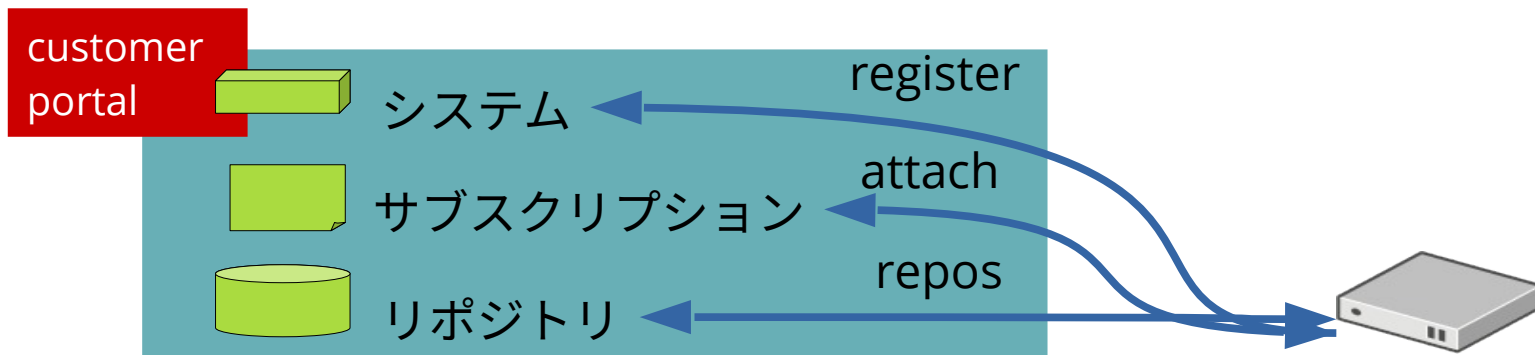 customer
portal
register
システム
attach
サブスクリプション
repos
リポジトリ